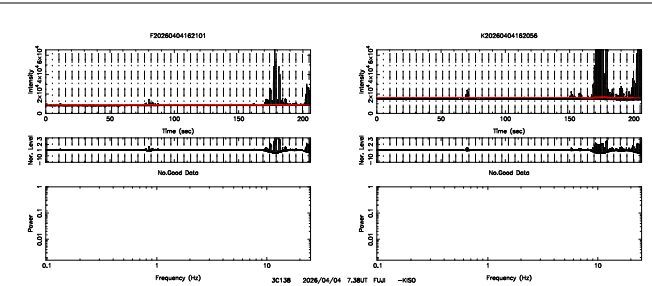 F20260404162101
K20260404162056
Intensity
0 2×10⁴ 4×10⁴ 6×10⁴
0 50 100 150 200
Time (sec)
Intensity
0 2×10⁴ 4×10⁴ 6×10⁴
0 50 100 150 200
Time (sec)
Nor. Level
-1 0 1 2 3
No.Good Data
Nor. Level
-1 0 1 2 3
No.Good Data
Power
1
0.1
0.01
0.1 1 10
Frequency (Hz)
Power
1
0.1
0.01
0.1 1 10
Frequency (Hz)
3C138 2026/04/04 7.38UT FUJI -KISO